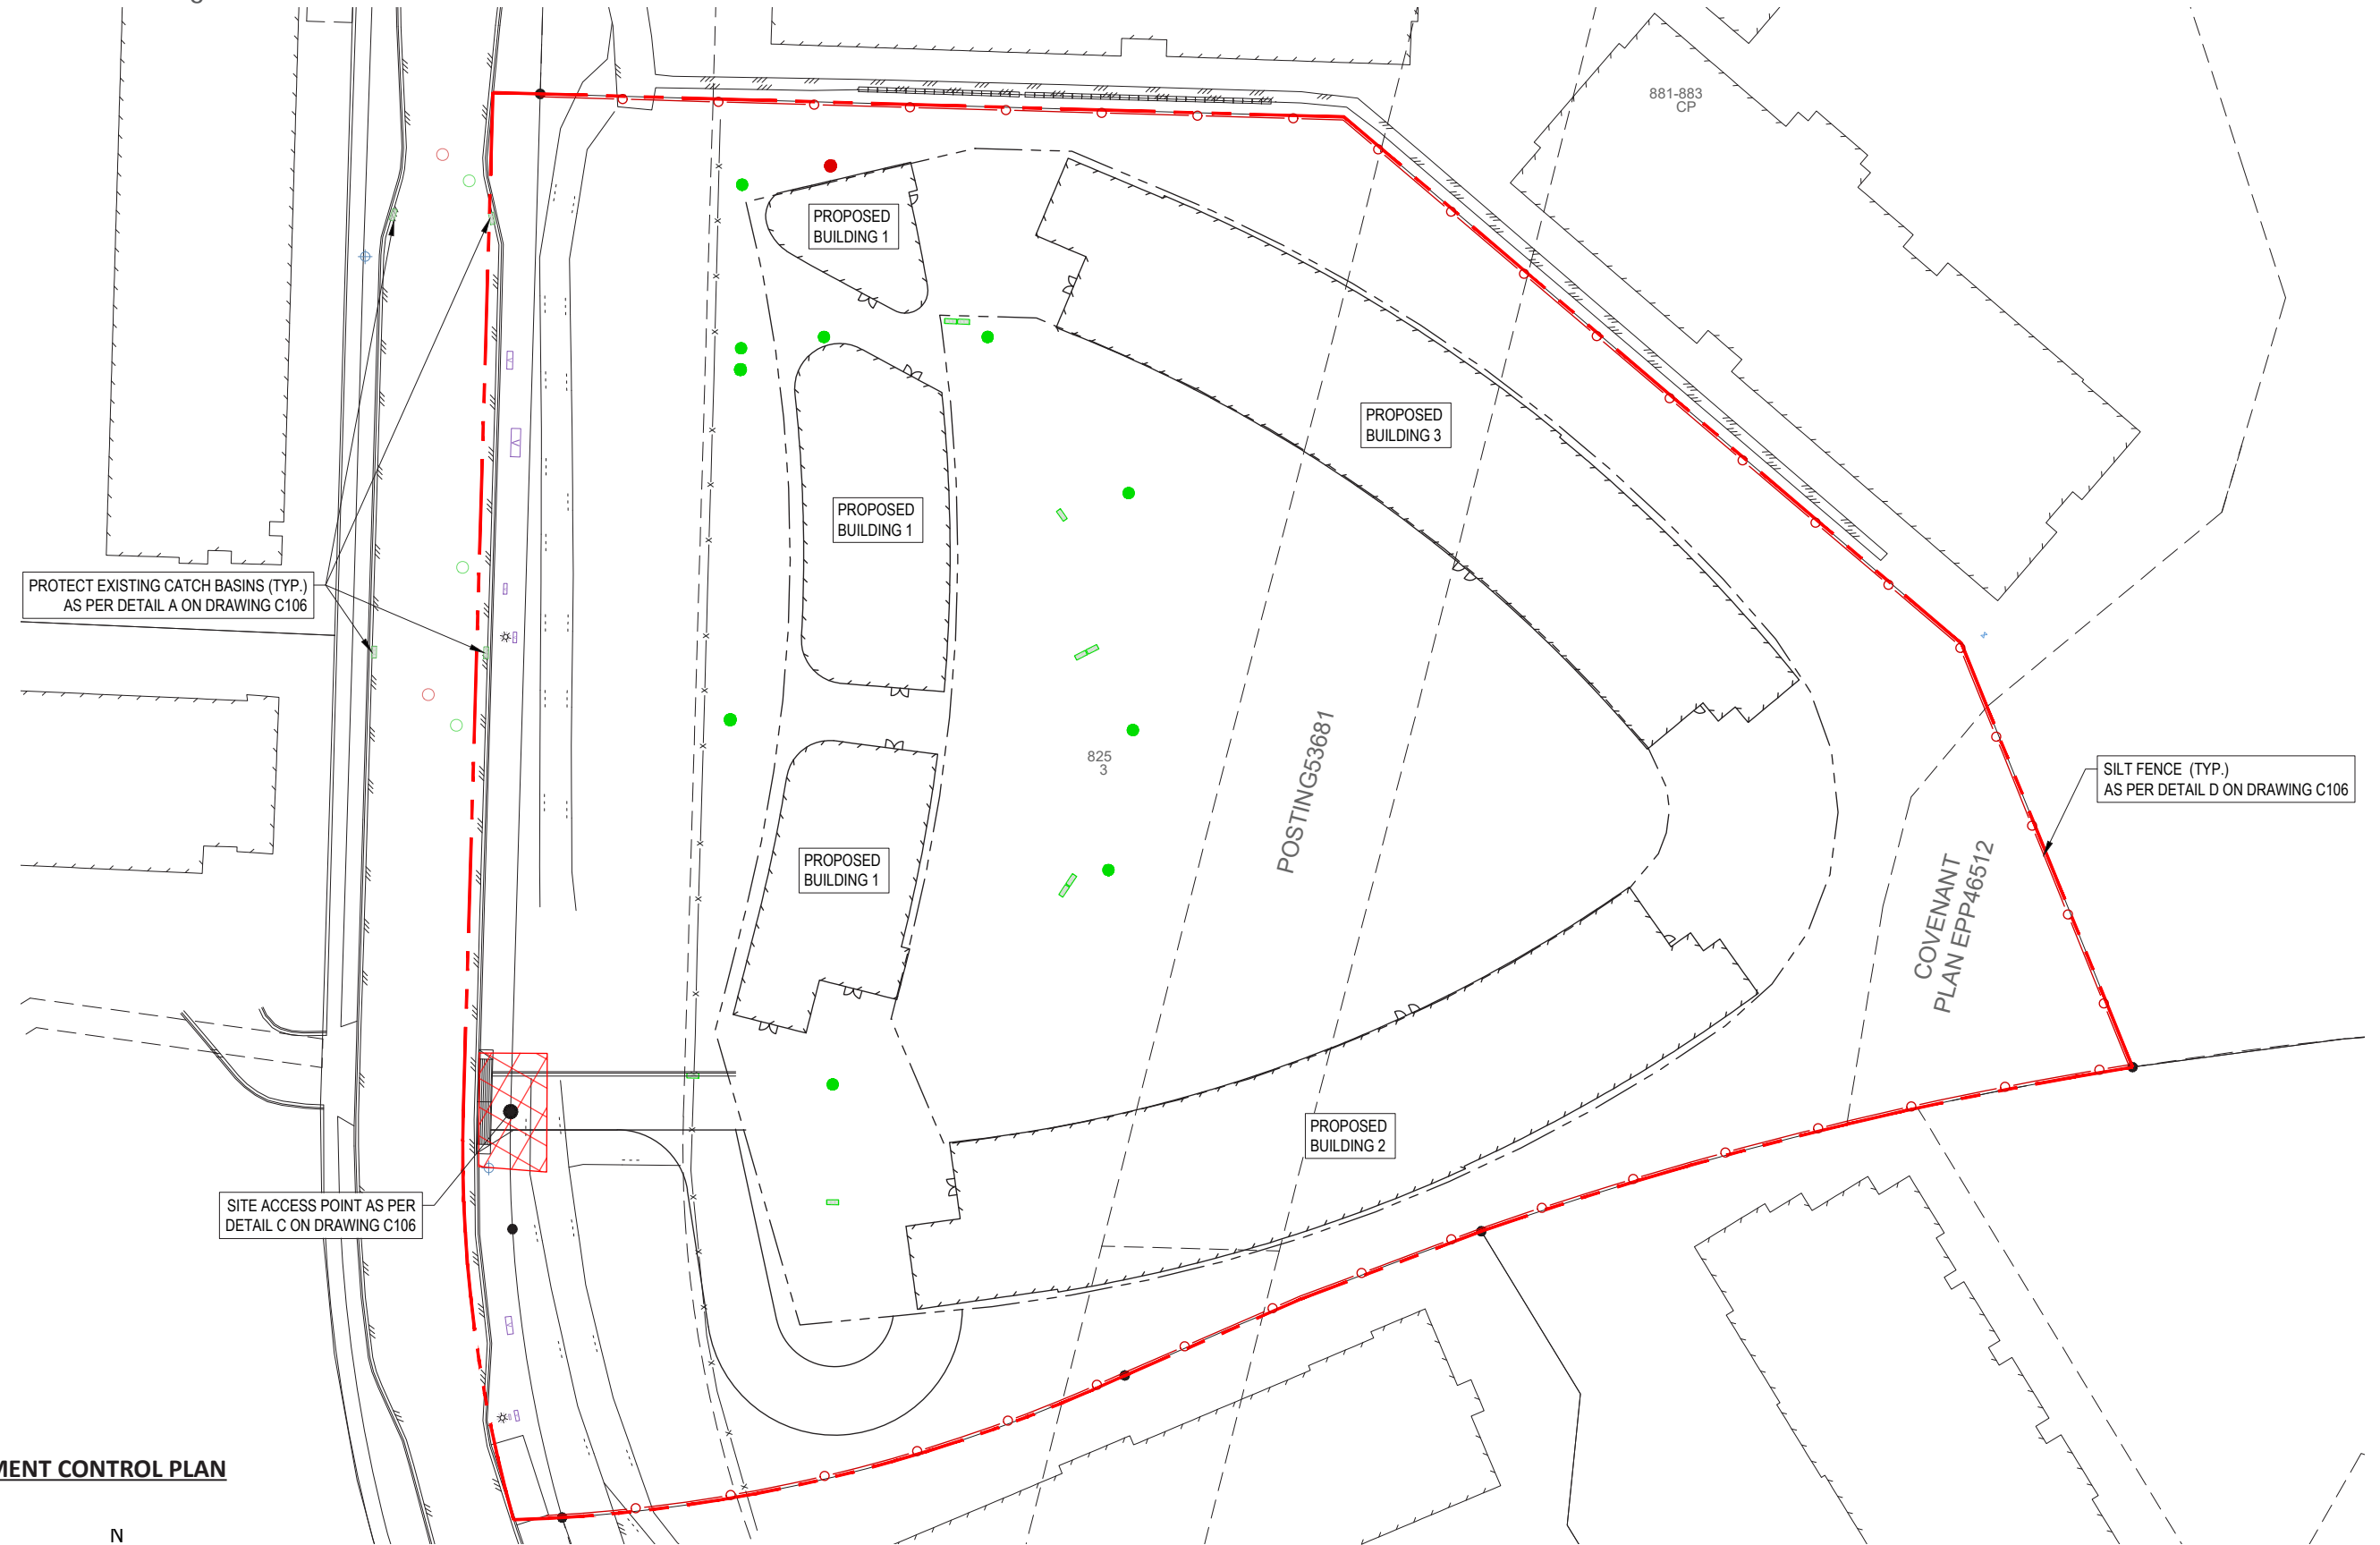 881-883
CP
PROPOSED
BUILDING 1
PROPOSED
BUILDING 3
PROPOSED
BUILDING 1
PROTECT EXISTING CATCH BASINS (TYP.)
AS PER DETAIL A ON DRAWING C106
825
3
POSTING53681
SILT FENCE (TYP.)
AS PER DETAIL D ON DRAWING C106
PROPOSED
BUILDING 1
COVENANT
PLAN EPP46512
PROPOSED
BUILDING 2
SITE ACCESS POINT AS PER
DETAIL C ON DRAWING C106
MENT CONTROL PLAN
N